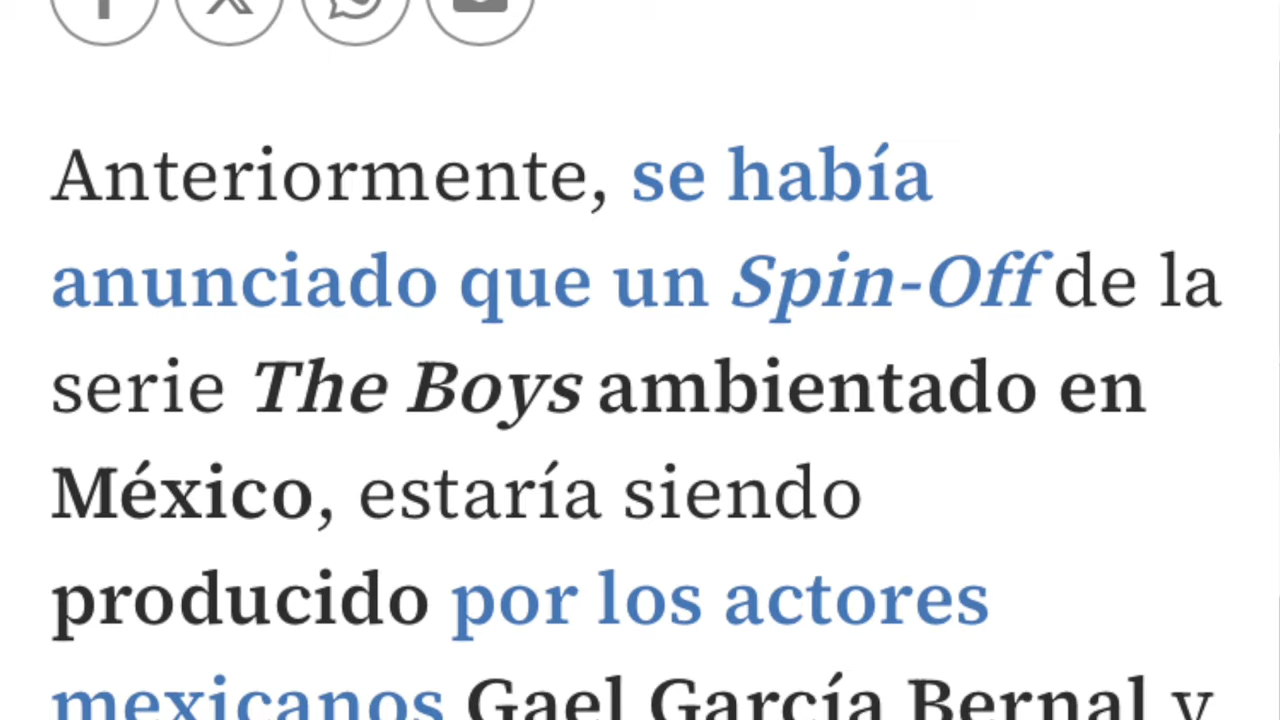 Anteriormente, se había
anunciado que un Spin-Off de la
serie The Boys ambientado en
México, estaría siendo
producido por los actores
mexicanos Gael García Bernal y